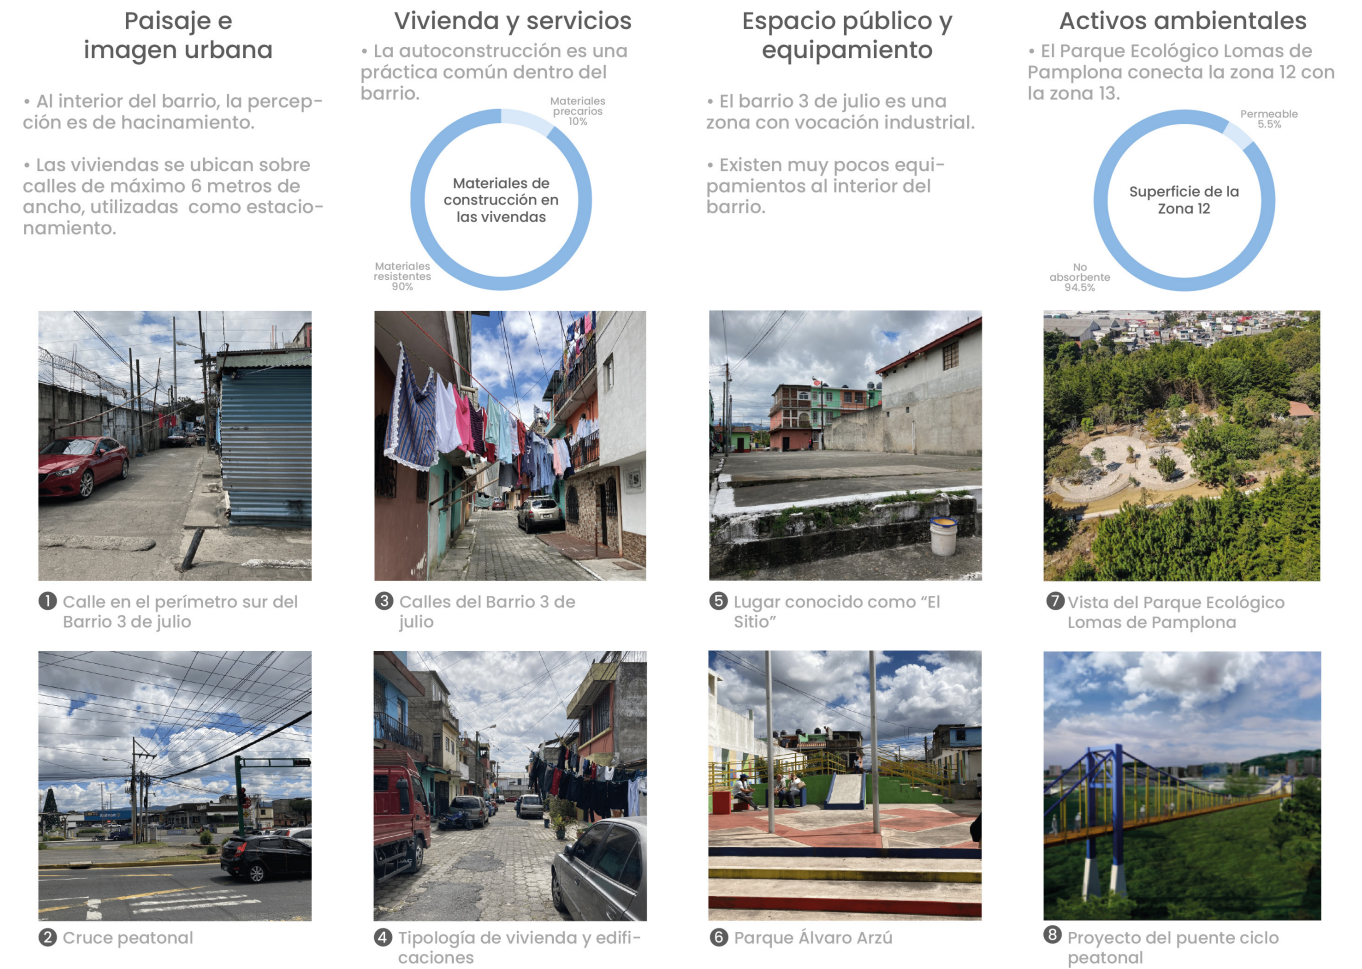 Paisaje e
imagen urbana
• Al interior del barrio, la percep-
ción es de hacinamiento.
• Las viviendas se ubican sobre
calles de máximo 6 metros de
ancho, utilizadas como estacio-
namiento.
1 Calle en el perímetro sur del
Barrio 3 de julio
2 Cruce peatonal
Vivienda y servicios
• La autoconstrucción es una
práctica común dentro del
barrio.
Materiales
precarios
10%
Materiales de
construcción en
las vivendas
Materiales
resistentes
90%
3 Calles del Barrio 3 de
julio
4 Tipología de vivienda y edifi-
caciones
Espacio público y
equipamiento
• El barrio 3 de julio es una
zona con vocación industrial.
• Existen muy pocos equi-
pamientos al interior del
barrio.
5 Lugar conocido como “El
Sitio”
6 Parque Álvaro Arzú
Activos ambientales
• El Parque Ecológico Lomas de
Pamplona conecta la zona 12 con
la zona 13.
Permeable
5.5%
Superficie de la
Zona 12
No
absorbente
94.5%
7 Vista del Parque Ecológico
Lomas de Pamplona
8 Proyecto del puente ciclo
peatonal